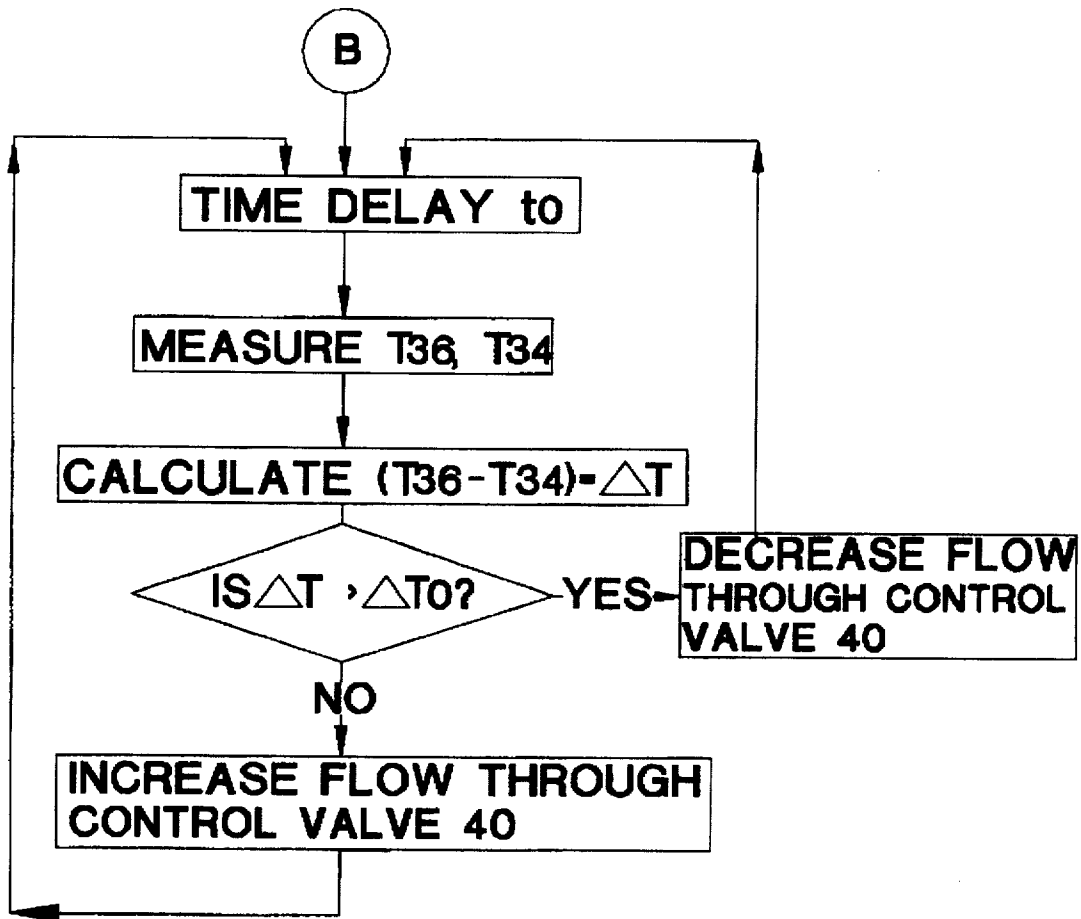 B
TIME DELAY to
MEASURE T36, T34
CALCULATE (T36-T34)=△T
IS △T > △TO?
YES
DECREASE FLOW
THROUGH CONTROL
VALVE 40
NO
INCREASE FLOW THROUGH
CONTROL VALVE 40